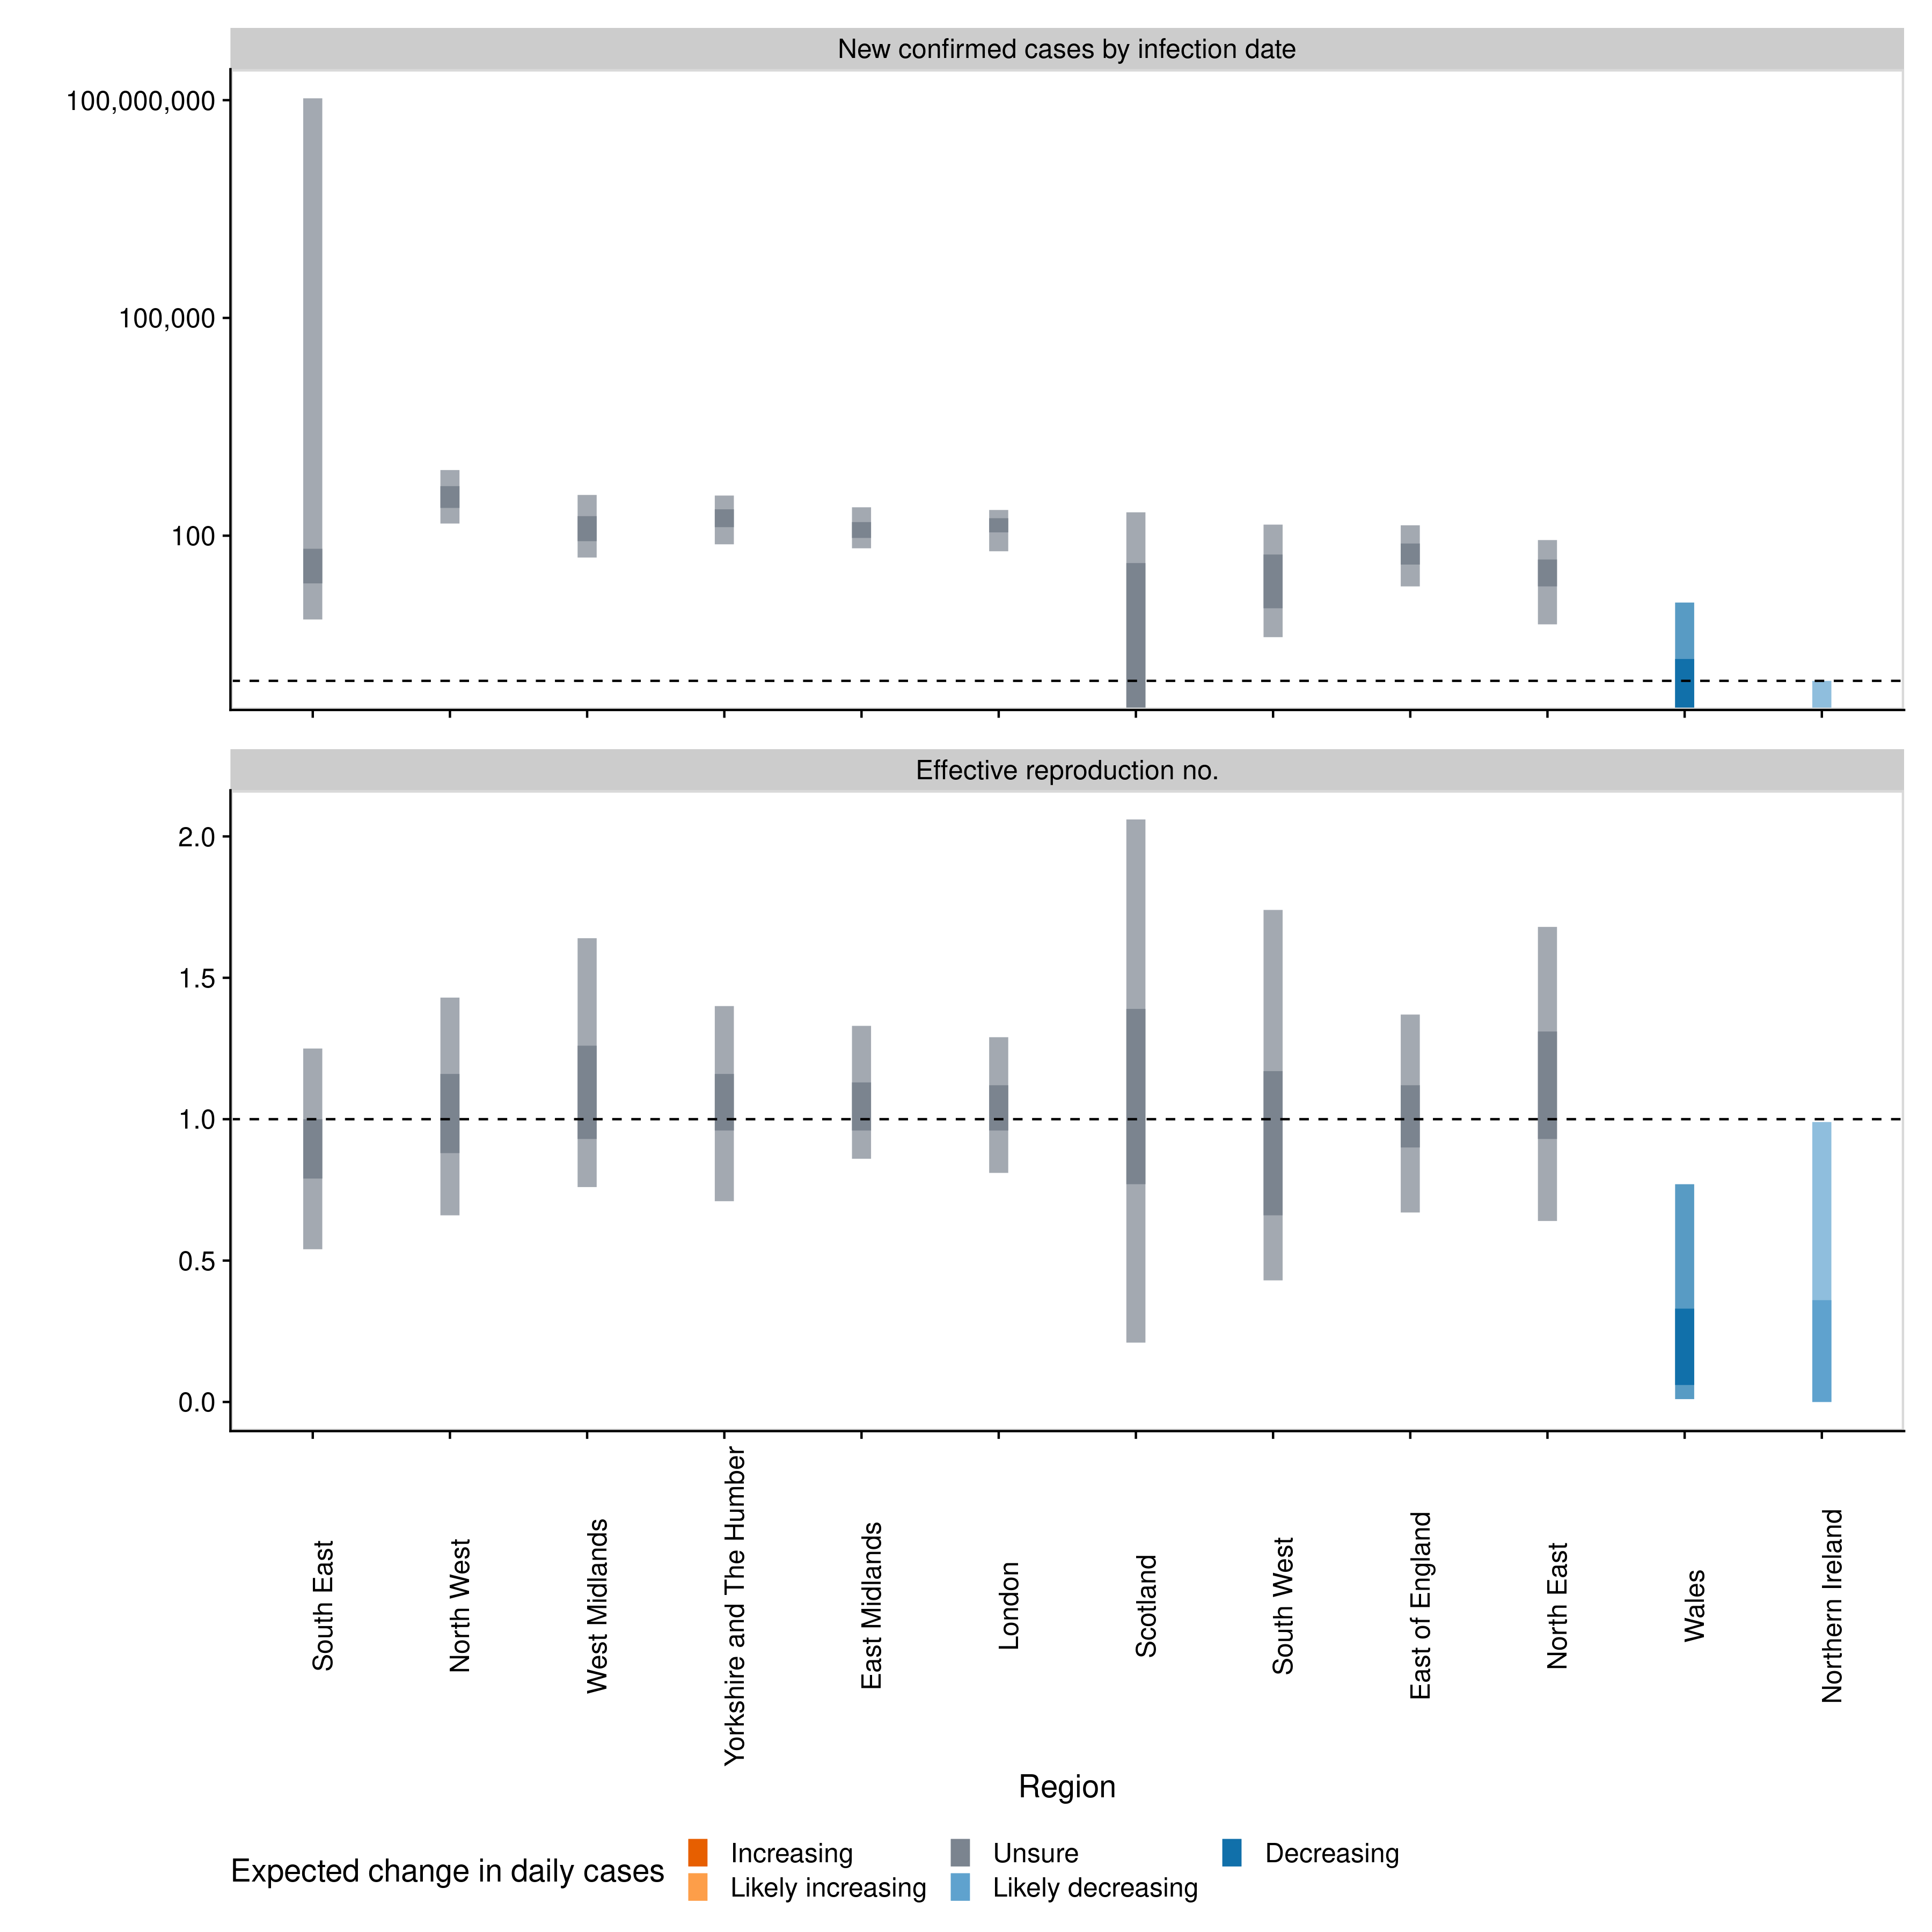 New confirmed cases by infection date
100,000,000
100,000
100
Effective reproduction no.
2.0
1.5
1.0
0.5
0.0
South East
North West
West Midlands
Yorkshire and The Humber
East Midlands
London
Scotland
South West
East of England
North East
Wales
Northern Ireland
Region
Expected change in daily cases
Increasing
Unsure
Decreasing
Likely increasing
Likely decreasing